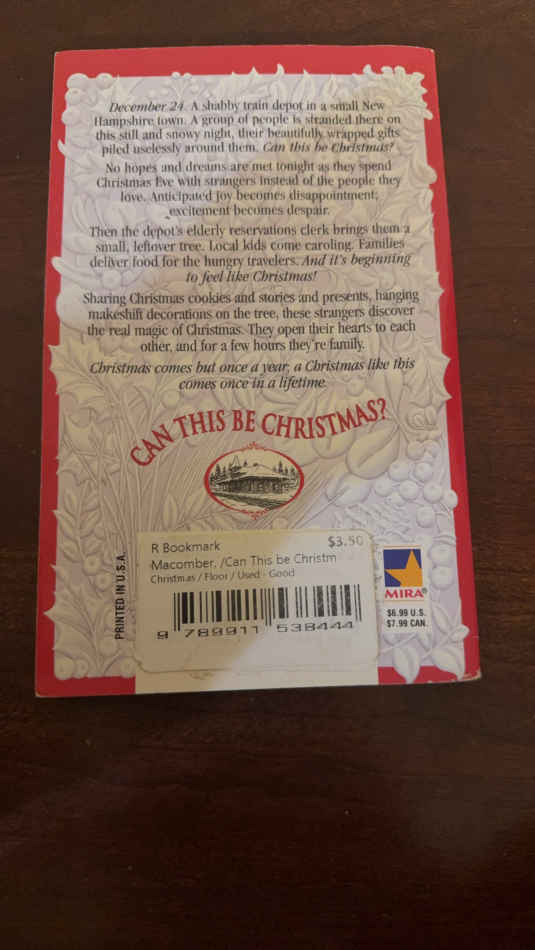 December 24. A shabby train depot in a small New
Hampshire town. A group of people is stranded there on
this still and snowy night, their beautifully wrapped gifts
piled uselessly around them. Can this be Christmas?
No hopes and dreams are met tonight as they spend
Christmas Eve with strangers instead of the people they
love. Anticipated joy becomes disappointment;
excitement becomes despair.
Then the depot's elderly reservations clerk brings them a
small, leftover tree. Local kids come caroling. Families
deliver food for the hungry travelers. And it's beginning
to feel like Christmas!
Sharing Christmas cookies and stories and presents, hanging
makeshift decorations on the tree, these strangers discover
the real magic of Christmas. They open their hearts to each
other, and for a few hours they're family.
Christmas comes but once a year; a Christmas like this
comes once in a lifetime.
CAN THIS BE CHRISTMAS?
R Bookmark $3.50
Macomber, /Can This be Christm
Christmas / Floor / Used - Good
9 789911 538444
PRINTED IN U.S.A.
MIRA®
$6.99 U.S.
$7.99 CAN.